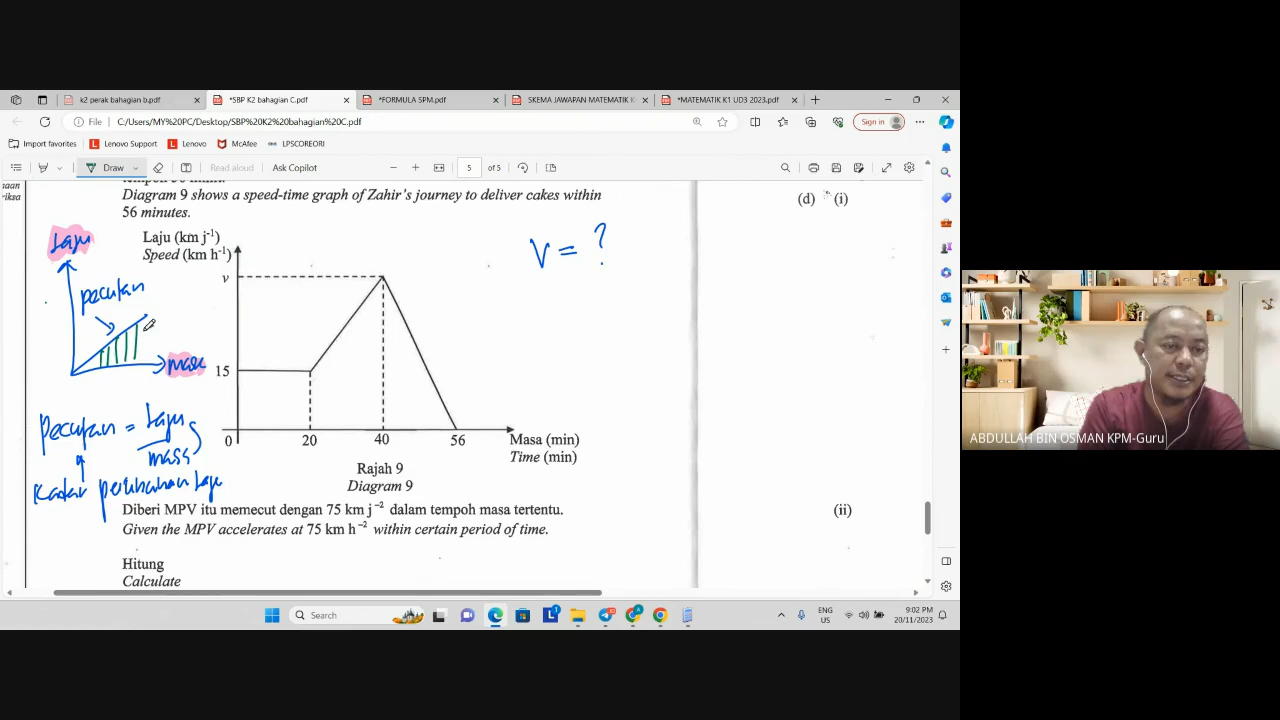 k2 perak bahagian b.pdf
*SBP K2 bahagian C.pdf
*FORMULA SPM.pdf
SKEMA JAWAPAN MATEMATIK K
*MATEMATIK K1 UD3 2023.pdf
File
C:/Users/MY%20PC/Desktop/SBP%20K2%20bahagian%20C.pdf
Sign in
Import favorites
Lenovo Support
Lenovo
McAfee
LPSCOREORI
Draw
Read aloud
Ask Copilot
5
of 5
Diagram 9 shows a speed-time graph of Zahir's journey to deliver cakes within
56 minutes.
(d) (i)
Laju
Laju (km j-1)
Speed (km h-1)
v = ?
v
pecutan
masa
15
Pecutan = Laju
masa
0
20
40
56
Masa (min)
Time (min)
ABDULLAH BIN OSMAN KPM-Guru
Rajah 9
Diagram 9
Kadar perubahan Laju
Diberi MPV itu memecut dengan 75 km j-2 dalam tempoh masa tertentu.
(ii)
Given the MPV accelerates at 75 km h-2 within certain period of time.
Hitung
Calculate
Search
ENG
US
9:02 PM
20/11/2023